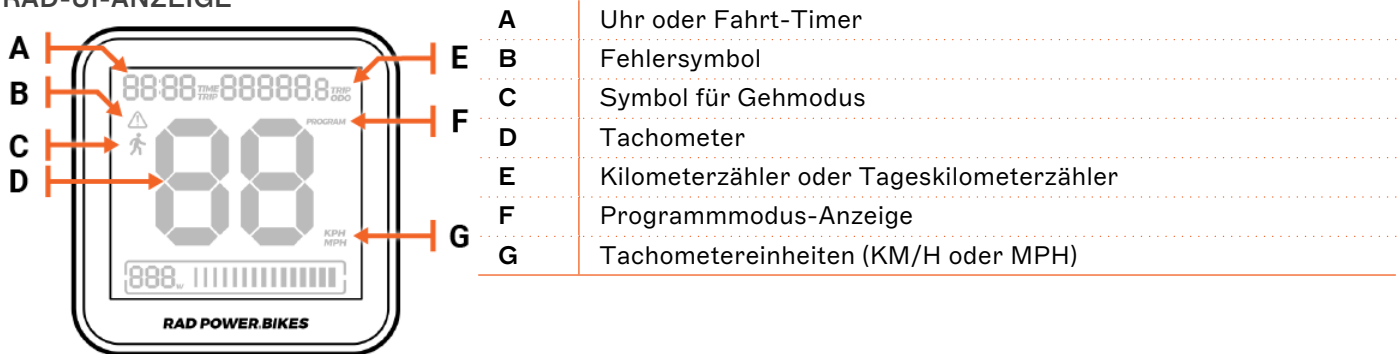 RAD-UI-ANZEIGE
A
B
C
D
88:88 TIME TRIP 88888.8 TRIP ODO
PROGRAM
88
KPH
MPH
888w
RAD POWER BIKES
E
F
G
A Uhr oder Fahrt-Timer
B Fehlersymbol
C Symbol für Gehmodus
D Tachometer
E Kilometerzähler oder Tageskilometerzähler
F Programmmodus-Anzeige
G Tachometereinheiten (KM/H oder MPH)